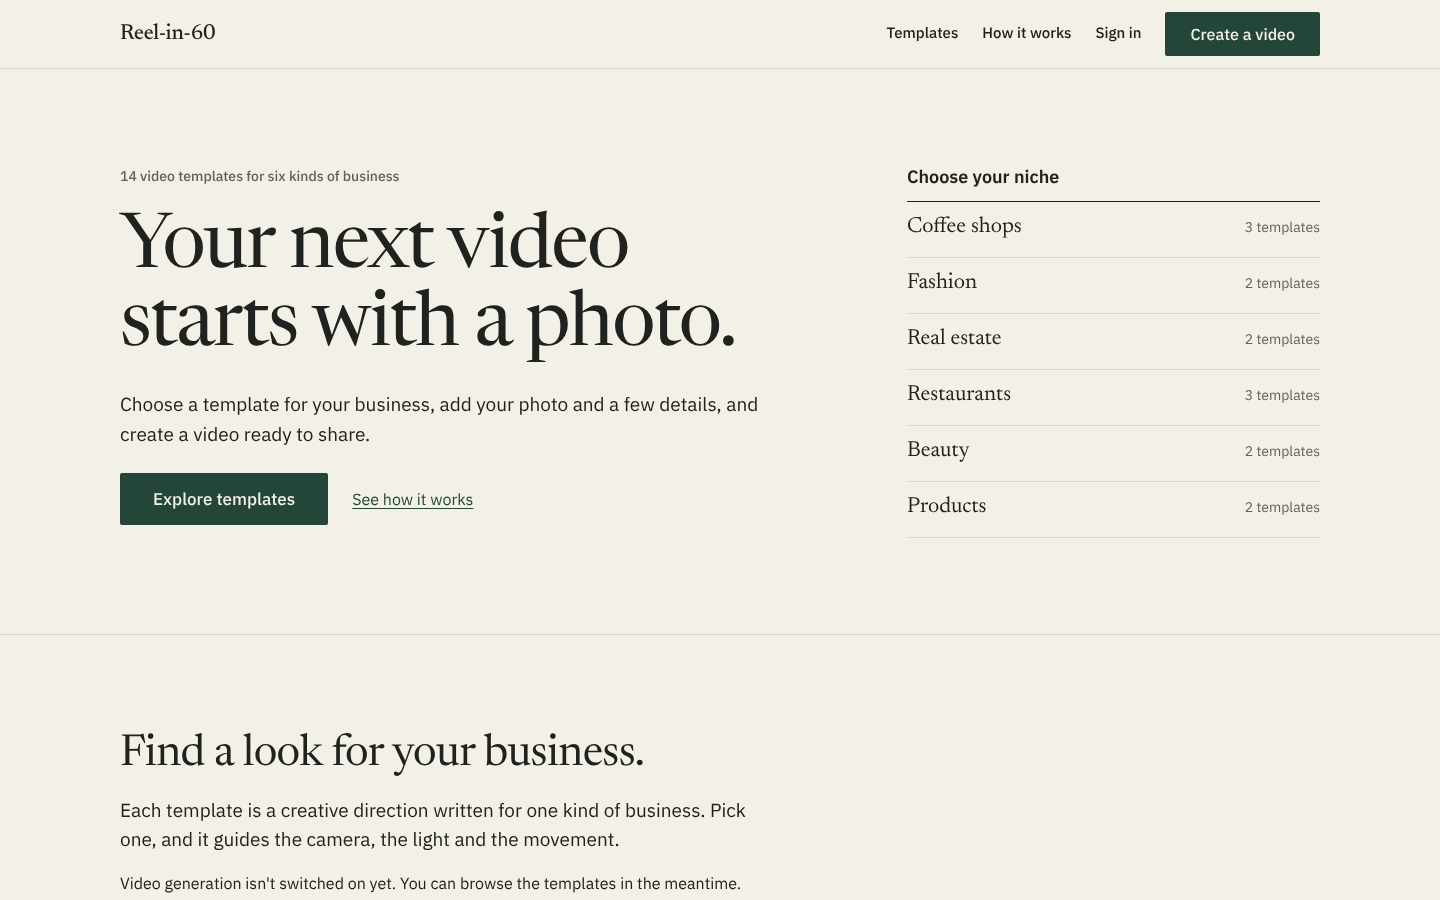 Reel-in-60
Templates
How it works
Sign in
Create a video
14 video templates for six kinds of business
Your next video
starts with a photo.
Choose a template for your business, add your photo and a few details, and
create a video ready to share.
Explore templates
See how it works
Choose your niche
Coffee shops 3 templates
Fashion 2 templates
Real estate 2 templates
Restaurants 3 templates
Beauty 2 templates
Products 2 templates
Find a look for your business.
Each template is a creative direction written for one kind of business. Pick
one, and it guides the camera, the light and the movement.
Video generation isn't switched on yet. You can browse the templates in the meantime.